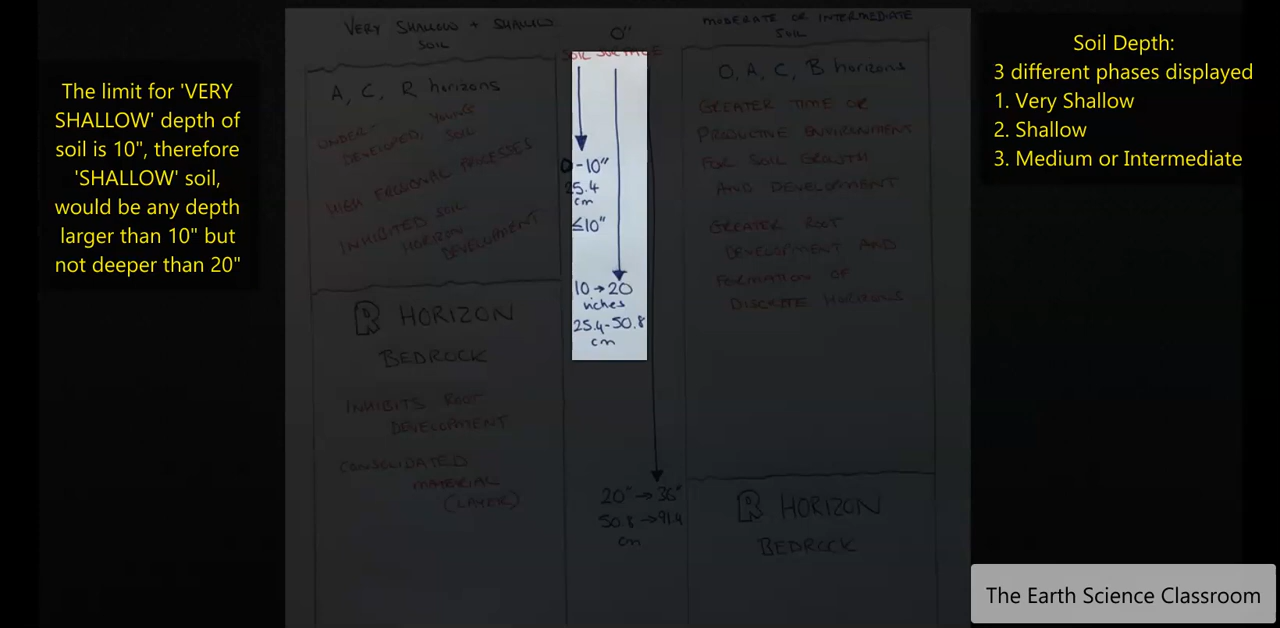 The limit for 'VERY
SHALLOW' depth of
soil is 10", therefore
'SHALLOW' soil,
would be any depth
larger than 10" but
not deeper than 20"
VERY SHALLOW + SHALLOW
SOIL
A, C, R horizons
UNDER- YOUNG
DEVELOPED, SOIL
HIGH EROSIONAL PROCESSES
INHIBITED SOIL
HORIZON
DEVELOPMENT
R HORIZON
BEDROCK
INHIBITS ROOT
DEVELOPMENT
CONSOLIDATED
MATERIAL
(LAYER)
0"
SOIL SURFACE
0-10"
25.4
cm
≤10"
10→20
inches
25.4-50.8
cm
20"→36"
50.8→91.4
cm
MODERATE OR INTERMEDIATE
SOIL
O, A, C, B horizons
GREATER TIME OR
PRODUCTIVE ENVIRONMENT
FOR SOIL GROWTH
AND DEVELOPMENT
GREATER ROOT
DEVELOPMENT AND
FORMATION OF
DISCRETE HORIZONS
R HORIZON
BEDROCK
Soil Depth:
3 different phases displayed
1. Very Shallow
2. Shallow
3. Medium or Intermediate
The Earth Science Classroom